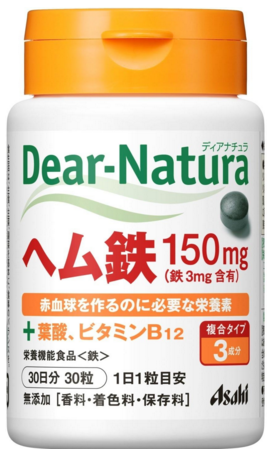 ディアナチュラ
Dear-Natura
ヘム鉄 150mg
(鉄3mg含有)
赤血球を作るのに必要な栄養素
+葉酸、ビタミンB12
複合タイプ
3成分
栄養機能食品<鉄>
30日分 30粒 1日1粒目安
無添加[香料・着色料・保存料]
Asahi